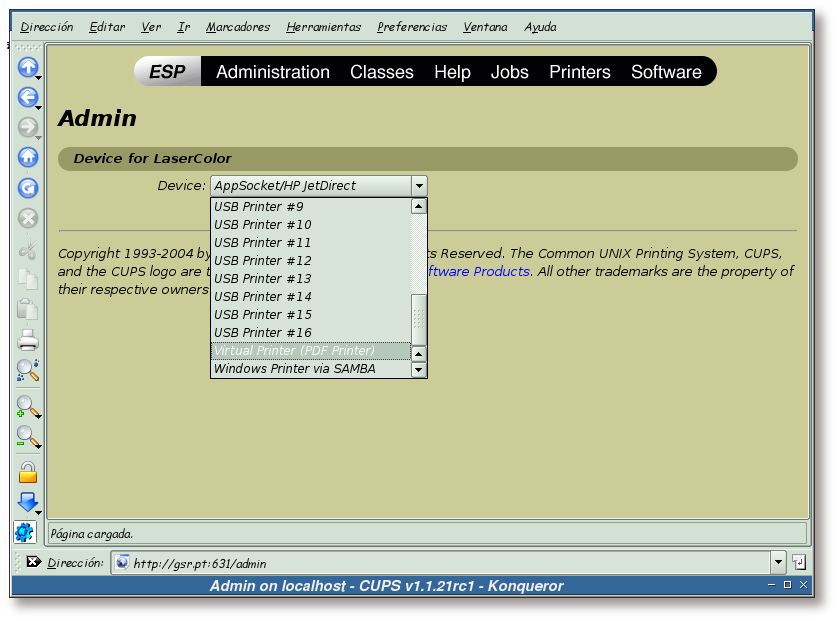 Dirección Editar Ver Ir Marcadores Herramientas Preferencias Ventana Ayuda
ESP Administration Classes Help Jobs Printers Software
Admin
Device for LaserColor
Device: AppSocket/HP JetDirect
USB Printer #9
USB Printer #10
USB Printer #11
USB Printer #12
USB Printer #13
USB Printer #14
USB Printer #15
USB Printer #16
Virtual Printer (PDF Printer)
Windows Printer via SAMBA
Copyright 1993-2004 by ts Reserved. The Common UNIX Printing System, CUPS,
and the CUPS logo are t ftware Products. All other trademarks are the property of
their respective owners
Página cargada.
Dirección: http://gsr.pt:631/admin
Admin on localhost - CUPS v1.1.21rc1 - Konqueror